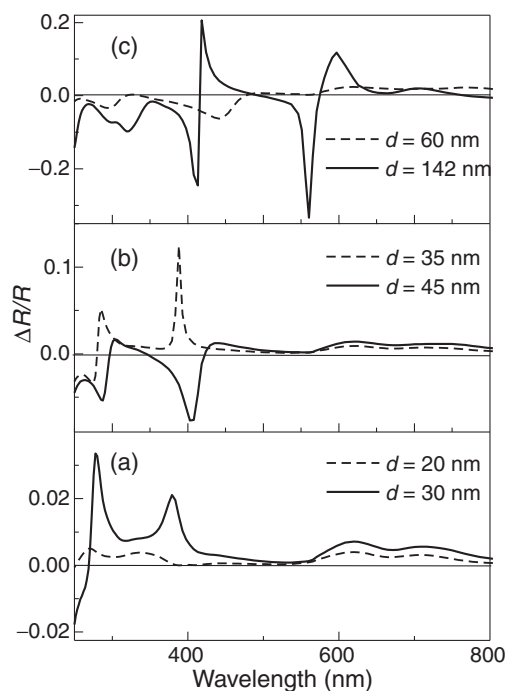 0.2
(c)
0.0
d = 60 nm
d = 142 nm
−0.2
(b)
d = 35 nm
d = 45 nm
0.1
ΔR/R
0.0
(a)
d = 20 nm
d = 30 nm
0.02
0.00
−0.02
400
600
800
Wavelength (nm)